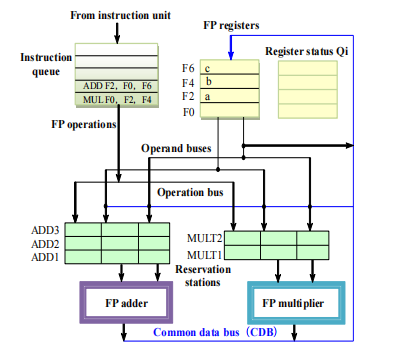 From instruction unit
FP registers
Instruction
queue
Register status Qi
F6 c
F4 b
F2 a
F0
ADD F2, F0, F6
MUL F0, F2, F4
FP operations
Operand buses
Operation bus
ADD3
ADD2
ADD1
MULT2
MULT1
Reservation
stations
FP adder
FP multiplier
Common data bus (CDB)